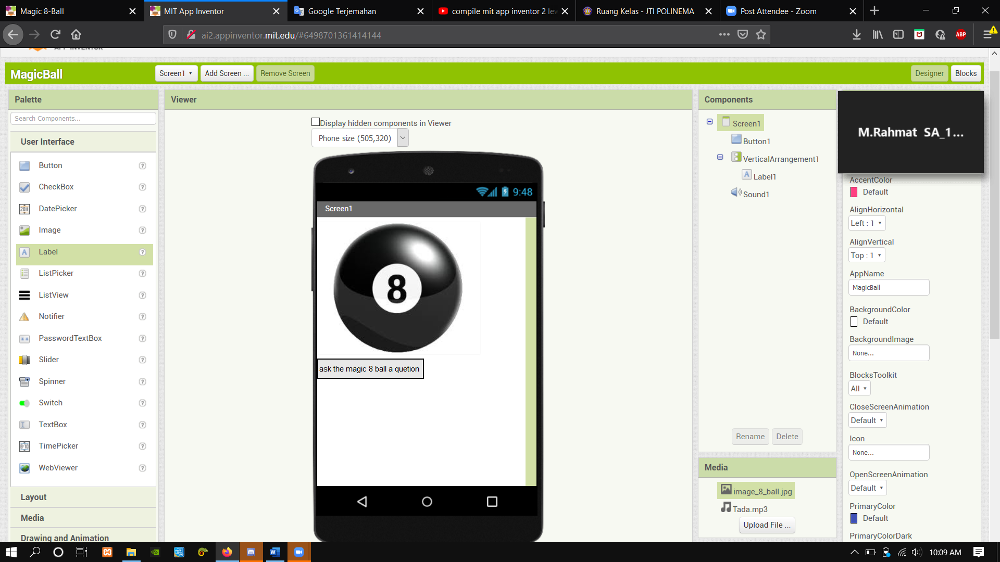 Magic 8-Ball
MIT App Inventor
Google Terjemahan
compile mit app inventor 2 lew
Ruang Kelas - JTI POLINEMA
Post Attendee - Zoom
ai2.appinventor.mit.edu/#6498701361414144
ABP
APP INVENTOR
MagicBall
Screen1
Add Screen ...
Remove Screen
Designer
Blocks
Palette
Search Components...
User Interface
Button
CheckBox
DatePicker
Image
Label
ListPicker
ListView
Notifier
PasswordTextBox
Slider
Spinner
Switch
TextBox
TimePicker
WebViewer
Layout
Media
Drawing and Animation
Viewer
Display hidden components in Viewer
Phone size (505,320)
9:48
Screen1
8
ask the magic 8 ball a quetion
Components
Screen1
Button1
VerticalArrangement1
Label1
Sound1
Rename
Delete
Media
image_8_ball.jpg
Tada.mp3
Upload File ...
M.Rahmat SA_1...
AccentColor
Default
AlignHorizontal
Left : 1
AlignVertical
Top : 1
AppName
MagicBall
BackgroundColor
Default
BackgroundImage
None...
BlocksToolkit
All
CloseScreenAnimation
Default
Icon
None...
OpenScreenAnimation
Default
PrimaryColor
Default
PrimaryColorDark
10:09 AM